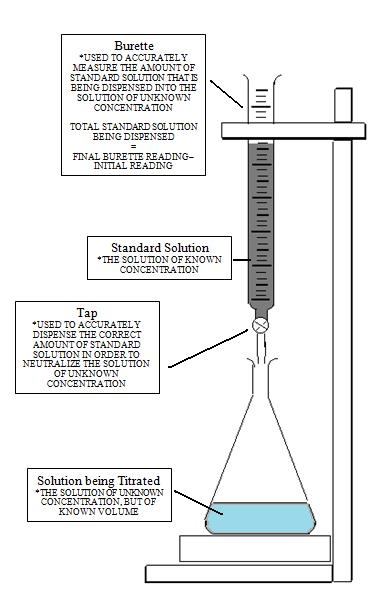 Burette
*USED TO ACCURATELY
MEASURE THE AMOUNT OF
STANDARD SOLUTION THAT IS
BEING DISPENSED INTO THE
SOLUTION OF UNKNOWN
CONCENTRATION
TOTAL STANDARD SOLUTION
BEING DISPENSED
=
FINAL BURETTE READING–
INITIAL READING
Standard Solution
*THE SOLUTION OF KNOWN
CONCENTRATION
Tap
*USED TO ACCURATELY
DISPENSE THE CORRECT
AMOUNT OF STANDARD
SOLUTION IN ORDER TO
NEUTRALIZE THE SOLUTION
OF UNKNOWN
CONCENTRATION
Solution being Titrated
*THE SOLUTION OF UNKNOWN
CONCENTRATION, BUT OF
KNOWN VOLUME